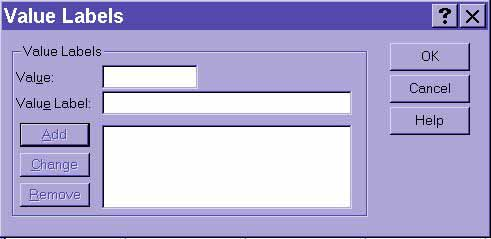 Value Labels
? X
Value Labels
Value:
Value Label:
Add
Change
Remove
OK
Cancel
Help